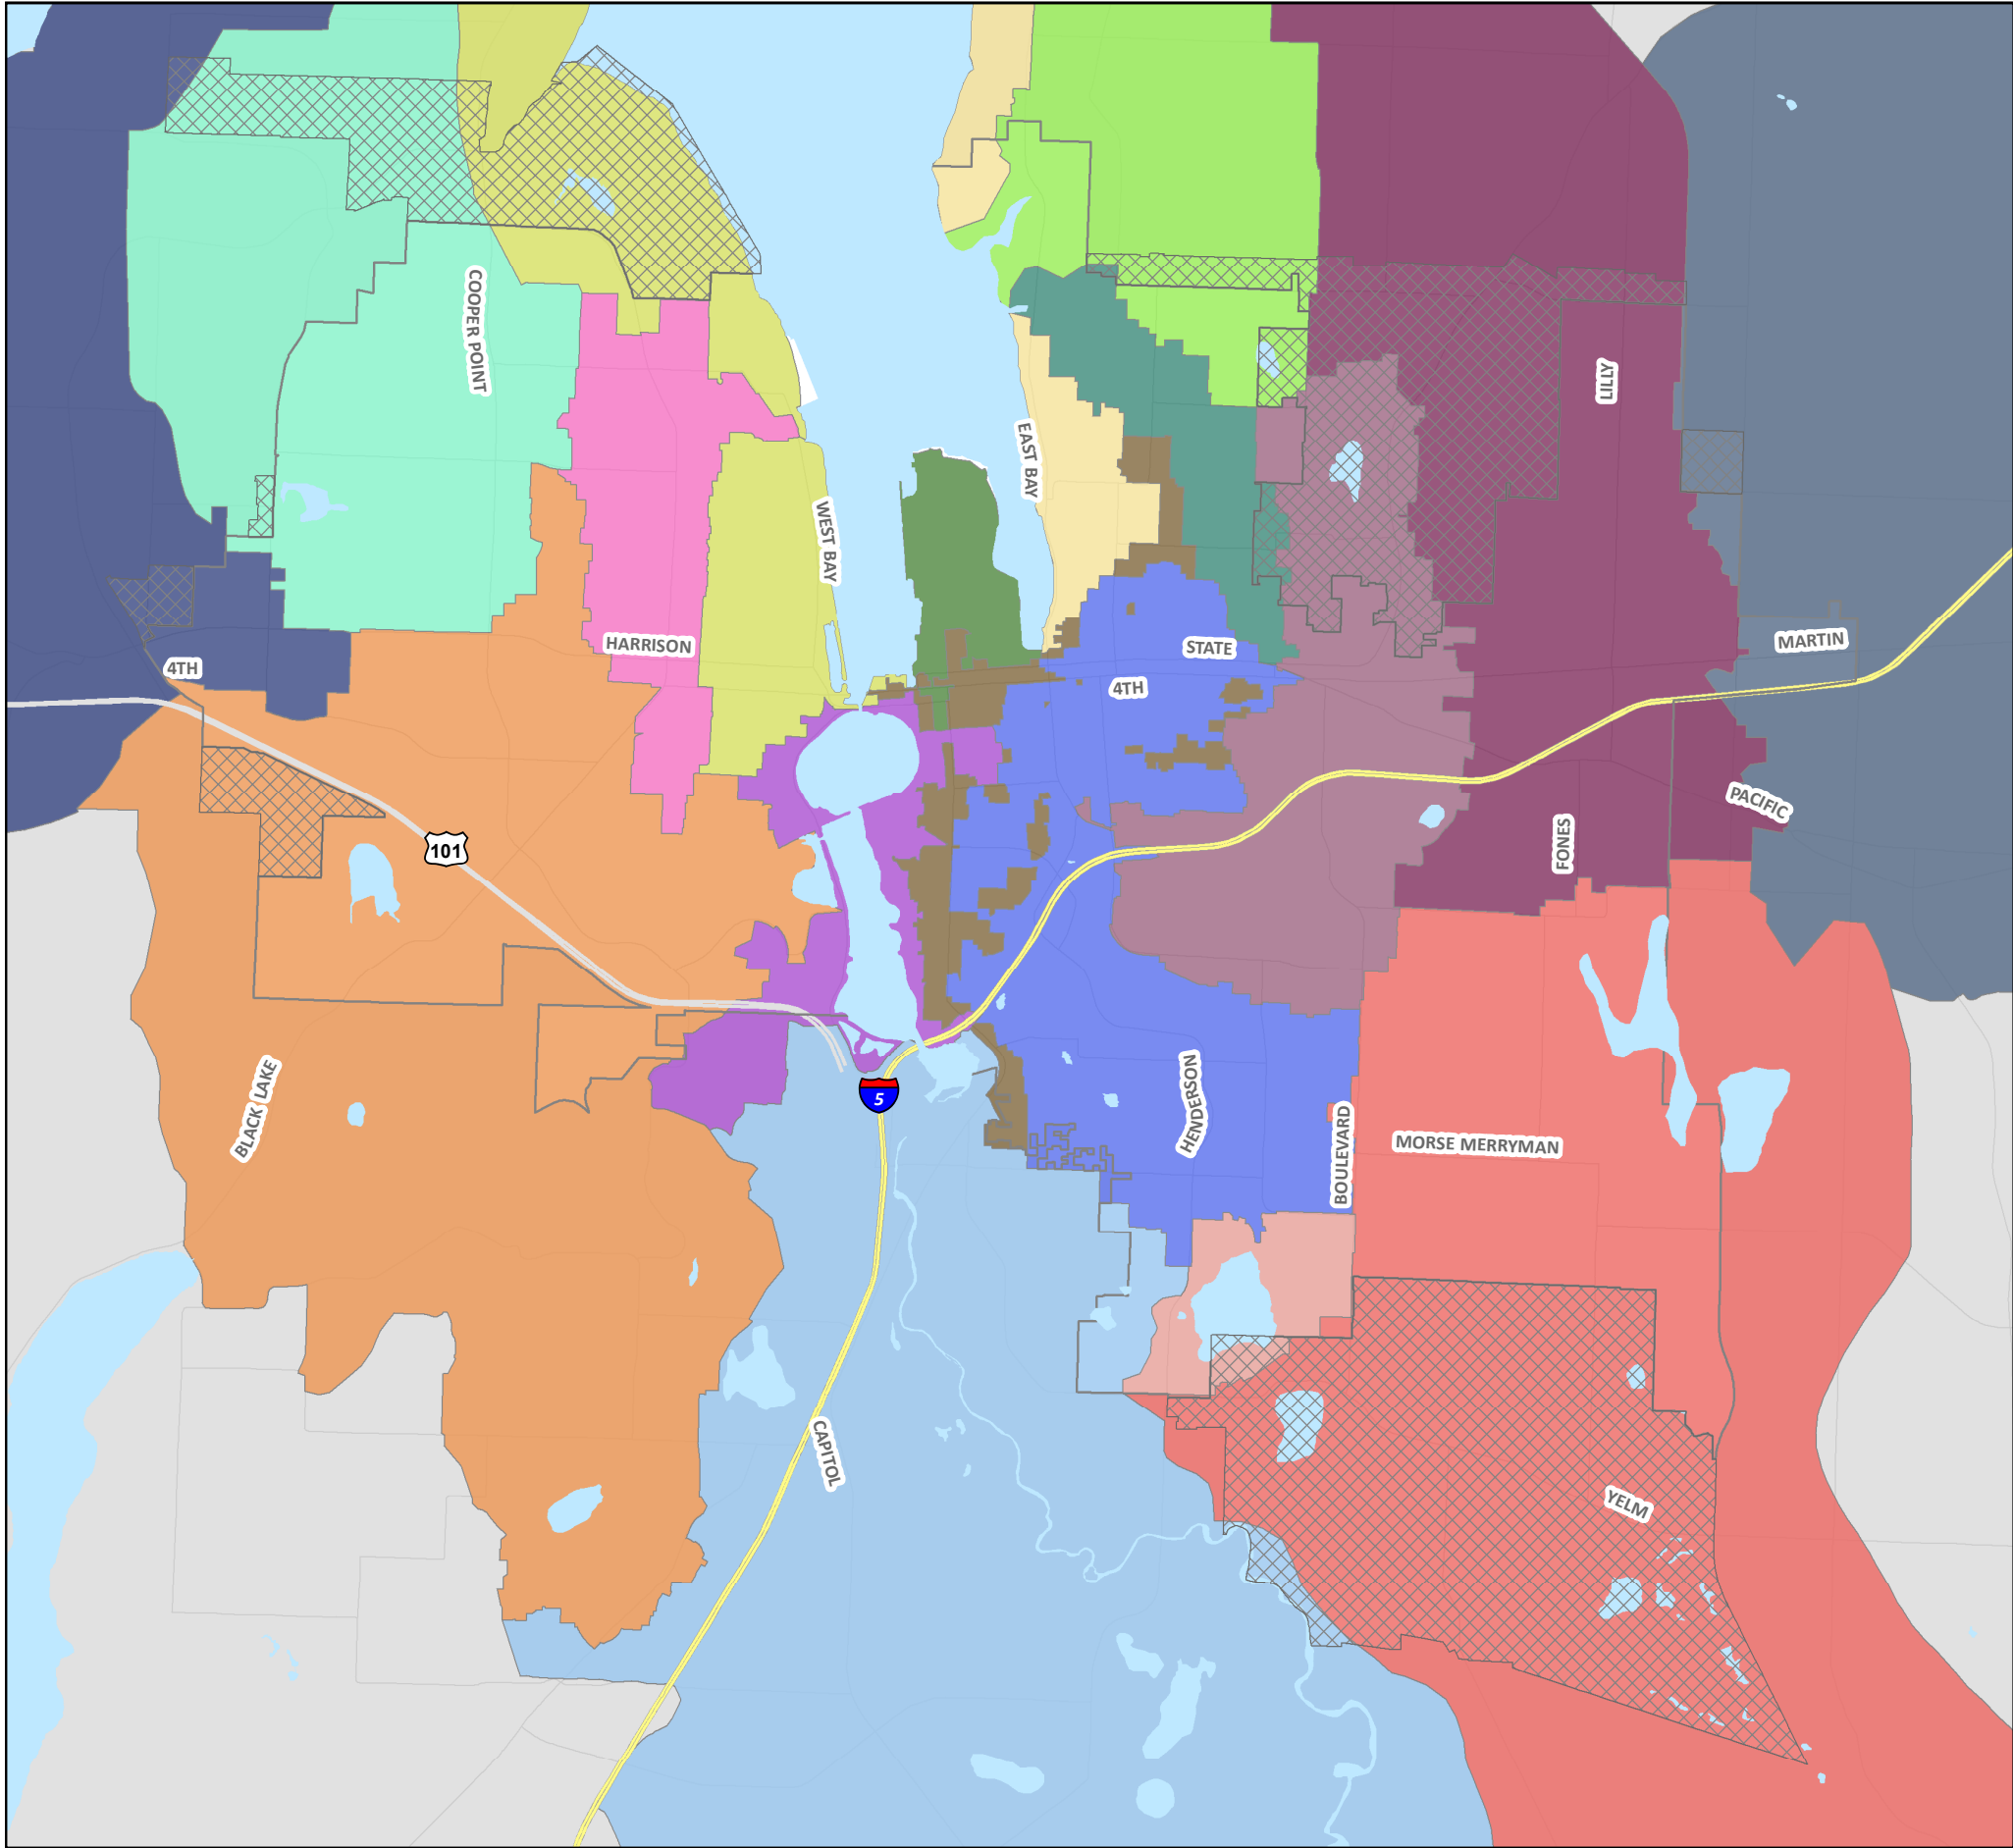 COOPER POINT
LILLY
EAST BAY
WEST BAY
HARRISON
STATE
MARTIN
4TH
4TH
PACIFIC
FONES
101
BLACK LAKE
5
HENDERSON
BOULEVARD
MORSE MERRYMAN
CAPITOL
YELM